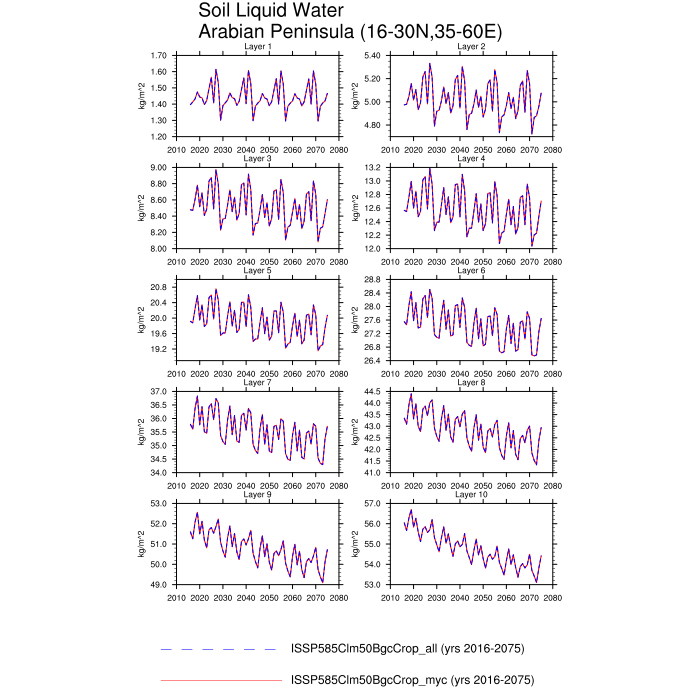 Soil Liquid Water
Arabian Peninsula (16-30N,35-60E)
Layer 1
Layer 2
1.70
1.60
1.50
1.40
1.30
1.20
kg/m^2
2010 2020 2030 2040 2050 2060 2070 2080
5.40
5.20
5.00
4.80
kg/m^2
2010 2020 2030 2040 2050 2060 2070 2080
Layer 3
Layer 4
9.00
8.80
8.60
8.40
8.20
8.00
kg/m^2
2010 2020 2030 2040 2050 2060 2070 2080
13.2
12.8
12.6
12.4
12.2
12.0
kg/m^2
2010 2020 2030 2040 2050 2060 2070 2080
Layer 5
Layer 6
20.8
20.4
20.0
19.6
19.2
kg/m^2
2010 2020 2030 2040 2050 2060 2070 2080
28.8
28.4
28.0
27.6
27.2
26.8
26.4
kg/m^2
2010 2020 2030 2040 2050 2060 2070 2080
Layer 7
Layer 8
37.0
36.5
36.0
35.5
35.0
34.5
34.0
kg/m^2
2010 2020 2030 2040 2050 2060 2070 2080
44.5
44.0
43.5
43.0
42.5
42.0
41.5
41.0
kg/m^2
2010 2020 2030 2040 2050 2060 2070 2080
Layer 9
Layer 10
53.0
52.0
51.0
50.0
49.0
kg/m^2
2010 2020 2030 2040 2050 2060 2070 2080
57.0
56.0
55.0
54.0
53.0
kg/m^2
2010 2020 2030 2040 2050 2060 2070 2080
ISSP585Clm50BgcCrop_all (yrs 2016-2075)
ISSP585Clm50BgcCrop_myc (yrs 2016-2075)